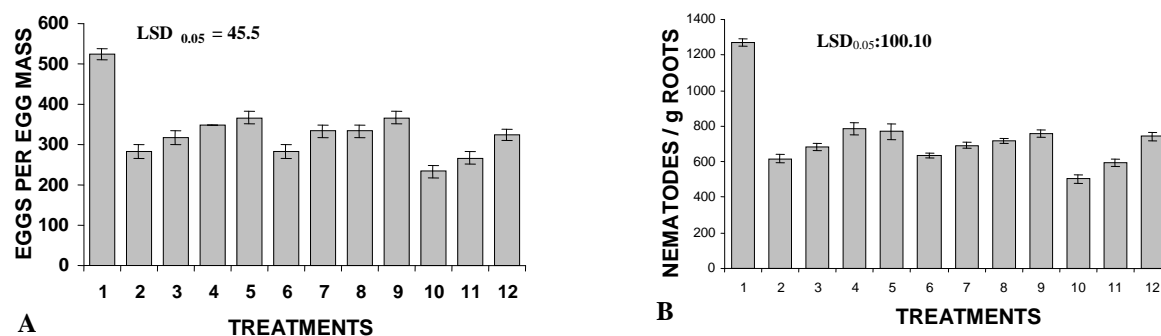 LSD 0.05 = 45.5
EGGS PER EGG MASS
600
500
400
300
200
100
0
1 2 3 4 5 6 7 8 9 10 11 12
TREATMENTS
A
LSD0.05:100.10
NEMATODES / g ROOTS
1400
1200
1000
800
600
400
200
0
1 2 3 4 5 6 7 8 9 10 11 12
TREATMENTS
B